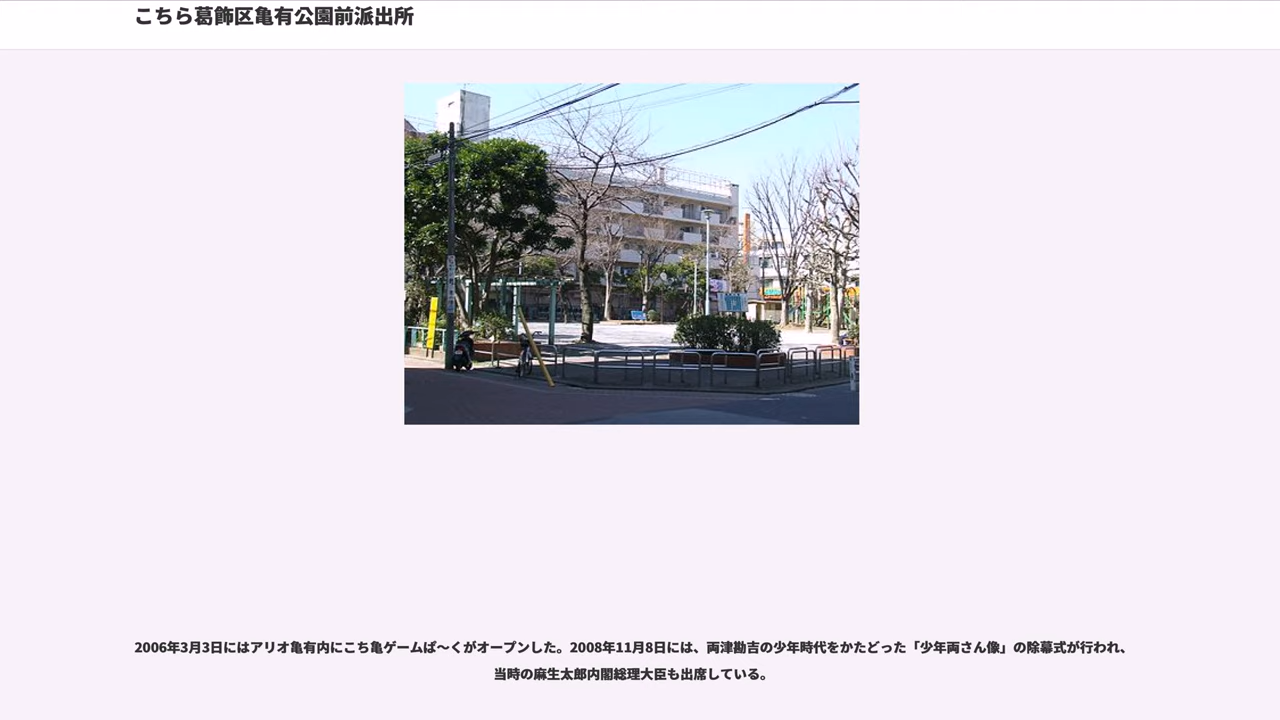 こちら葛飾区亀有公園前派出所
2006年3月3日にはアリオ亀有内にこち亀ゲームぱ〜くがオープンした。2008年11月8日には、両津勘吉の少年時代をかたどった「少年両さん像」の除幕式が行われ、
当時の麻生太郎内閣総理大臣も出席している。